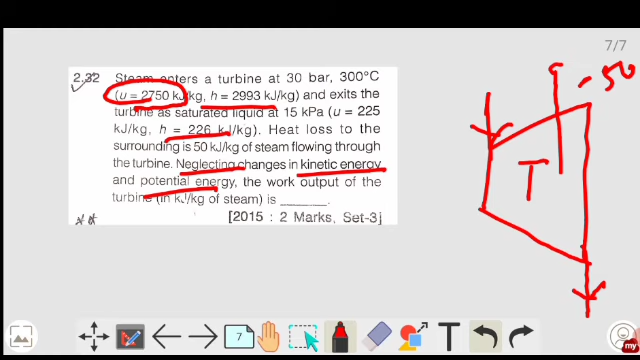 7/7
2.32 Steam enters a turbine at 30 bar, 300°C
(u = 2750 kJ/kg, h = 2993 kJ/kg) and exits the
turbine as saturated liquid at 15 kPa (u = 225
kJ/kg, h = 226 kJ/kg). Heat loss to the
surrounding is 50 kJ/kg of steam flowing through
the turbine. Neglecting changes in kinetic energy
and potential energy, the work output of the
turbine (in kJ/kg of steam) is ______
[2015 : 2 Marks, Set-3]
-50
T
7
T
my